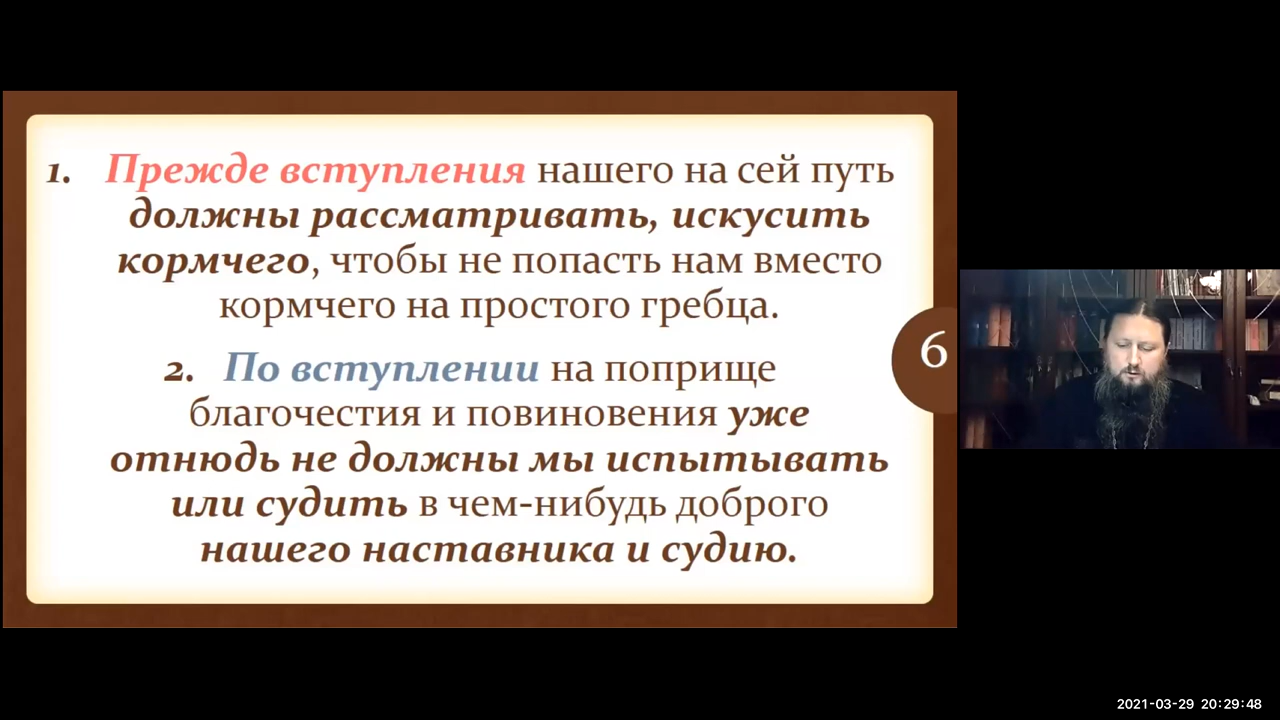 1. Прежде вступления нашего на сей путь
должны рассматривать, искусить
кормчего, чтобы не попасть нам вместо
кормчего на простого гребца.
2. По вступлении на поприще
благочестия и повиновения уже
отнюдь не должны мы испытывать
или судить в чем-нибудь доброго
нашего наставника и судию.
6
2021-03-29 20:29:48